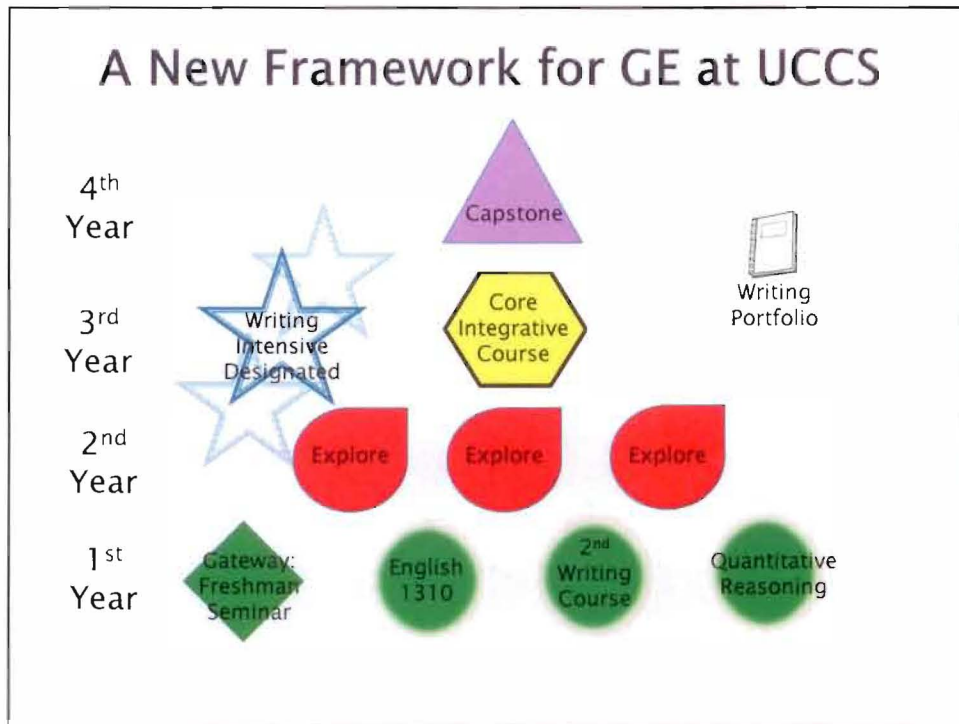 A New Framework for GE at UCCS
4th
Year
Capstone
Writing
Portfolio
3rd
Year
Writing
Intensive
Designated
Core
Integrative
Course
2nd
Year
Explore
Explore
Explore
1st
Year
Gateway:
Freshman
Seminar
English
1310
2nd
Writing
Course
Quantitative
Reasoning